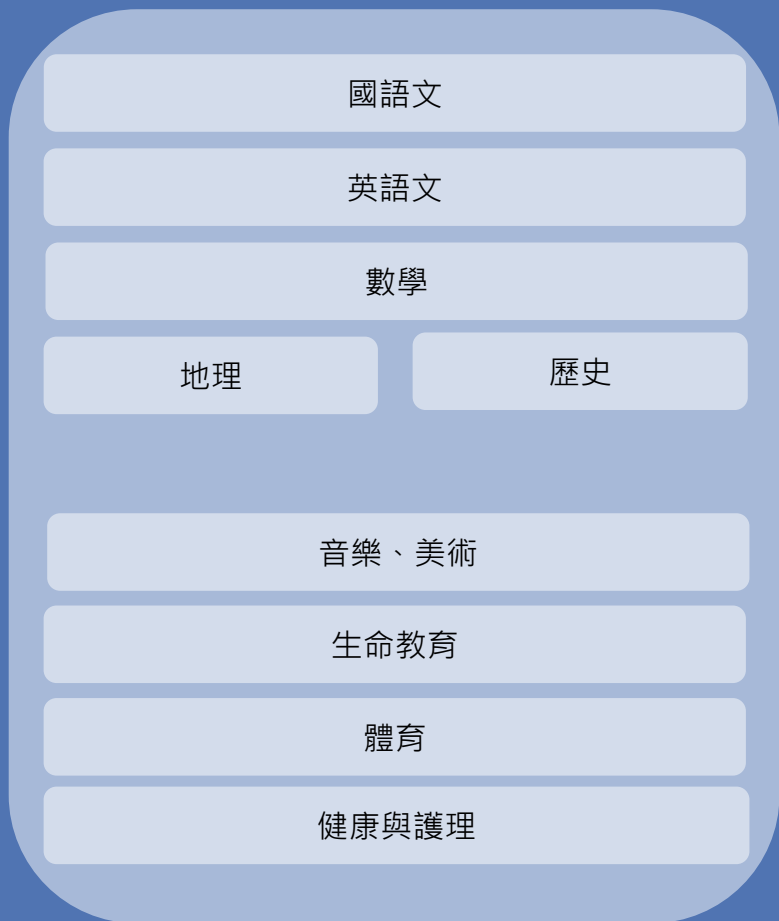 國語文
英語文
數學
地理
歷史
音樂、美術
生命教育
體育
健康與護理